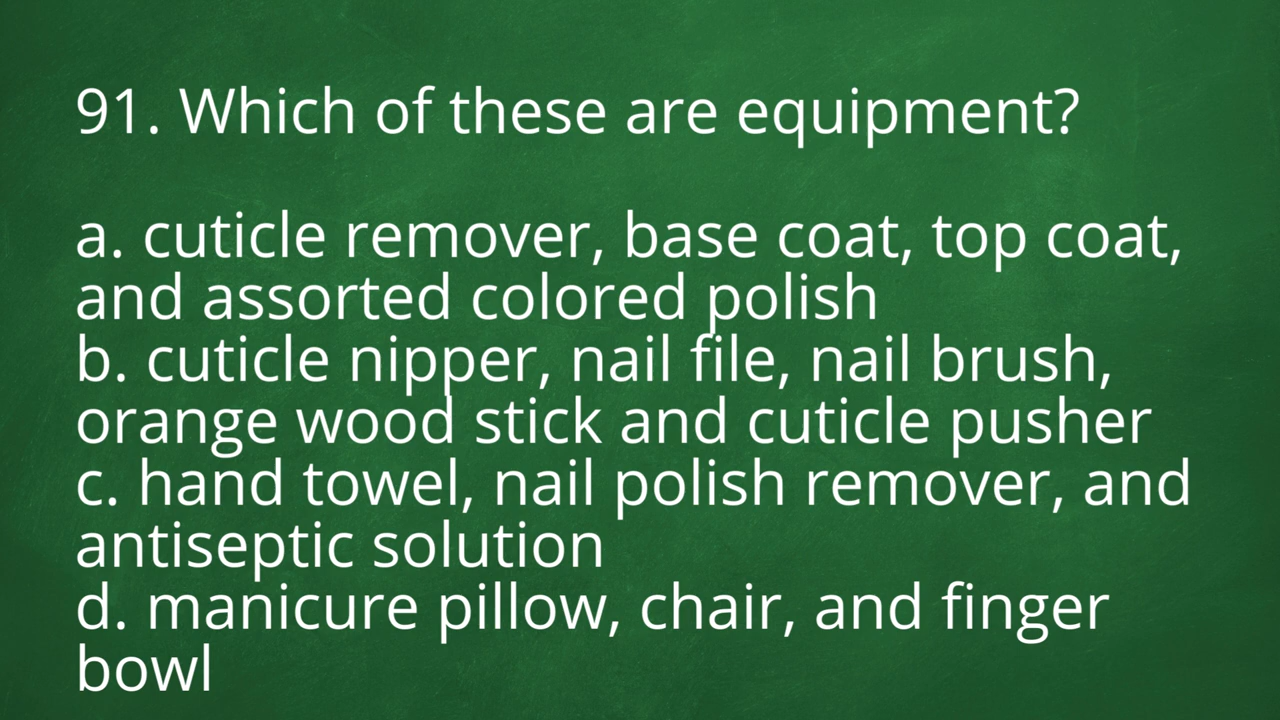 91. Which of these are equipment?
a. cuticle remover, base coat, top coat,
and assorted colored polish
b. cuticle nipper, nail file, nail brush,
orange wood stick and cuticle pusher
c. hand towel, nail polish remover, and
antiseptic solution
d. manicure pillow, chair, and finger
bowl